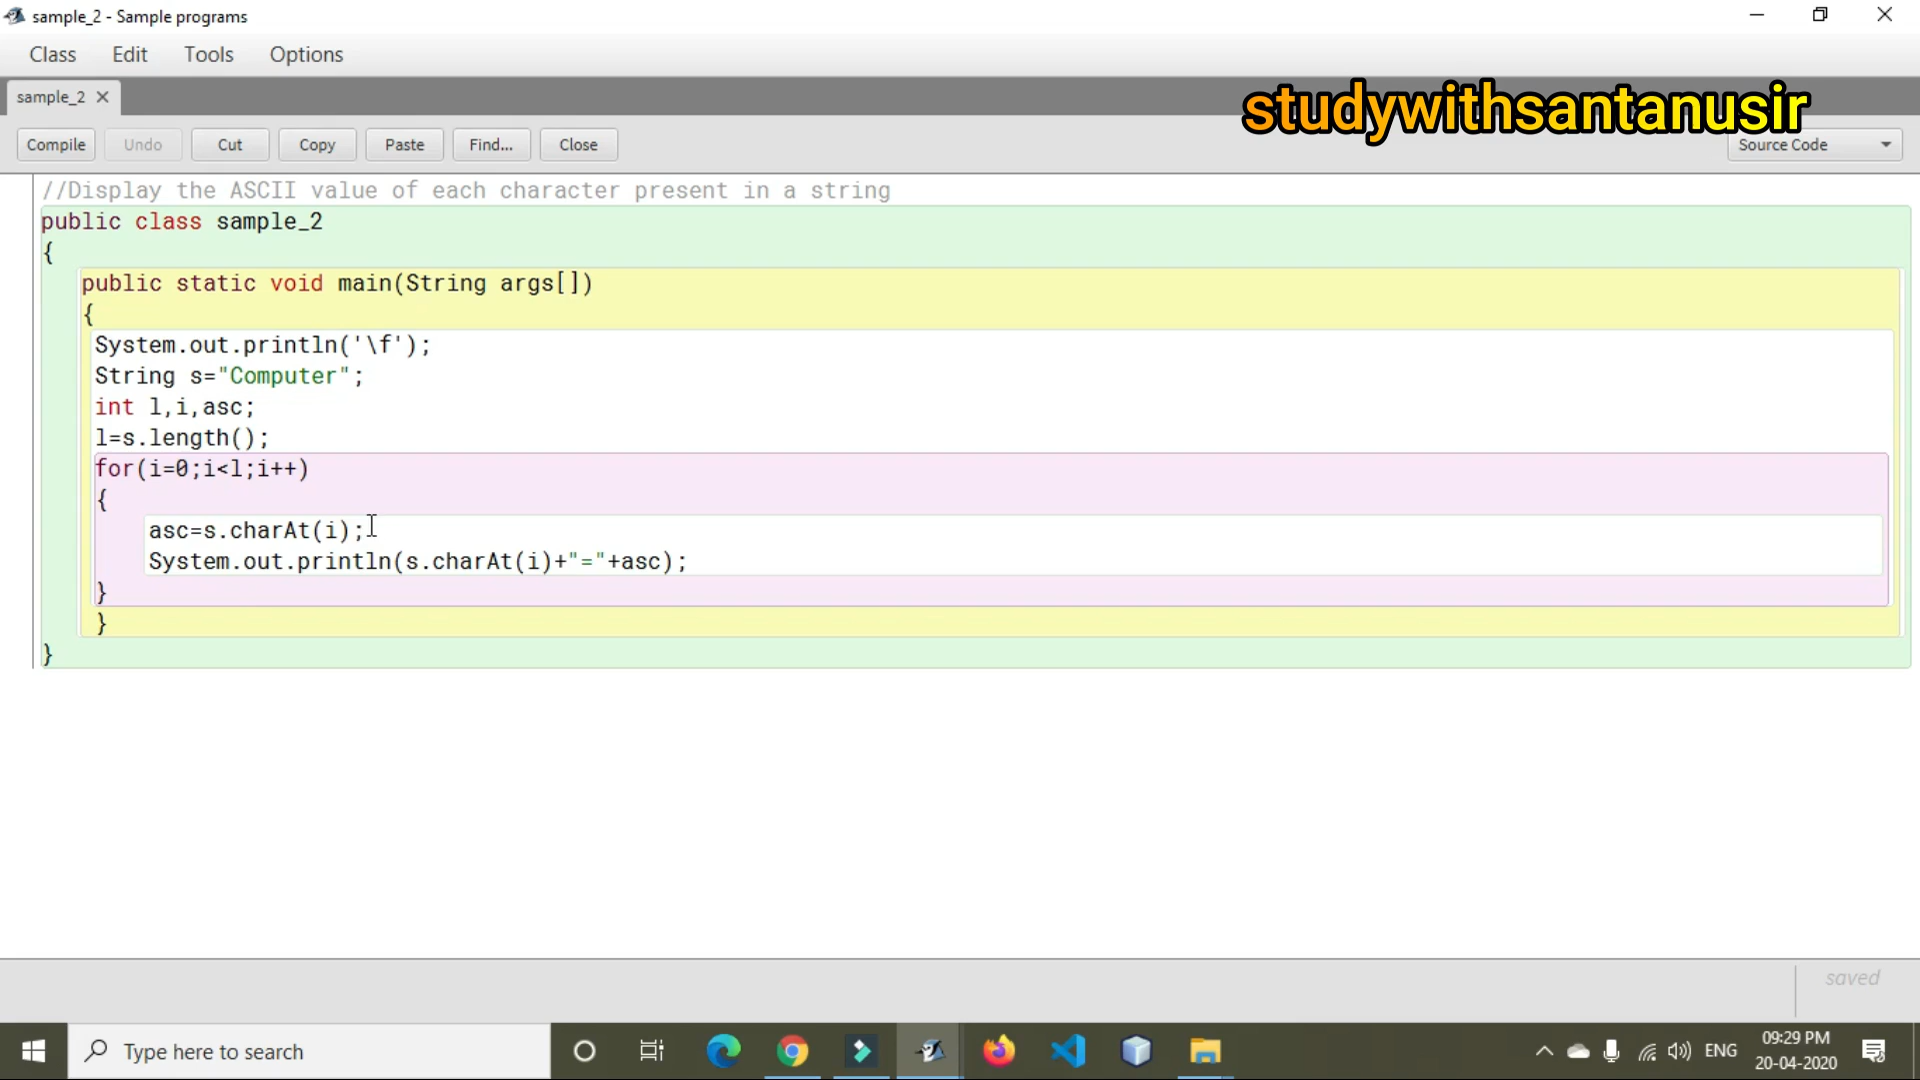 sample_2 - Sample programs
Class Edit Tools Options
sample_2
studywithsantanusir
Compile Undo Cut Copy Paste Find... Close Source Code
//Display the ASCII value of each character present in a string
public class sample_2
{
public static void main(String args[])
{
System.out.println('\f');
String s="Computer";
int l,i,asc;
l=s.length();
for(i=0;i<l;i++)
{
asc=s.charAt(i);
System.out.println(s.charAt(i)+"="+asc);
}
}
}
saved
Type here to search
ENG
09:29 PM
20-04-2020